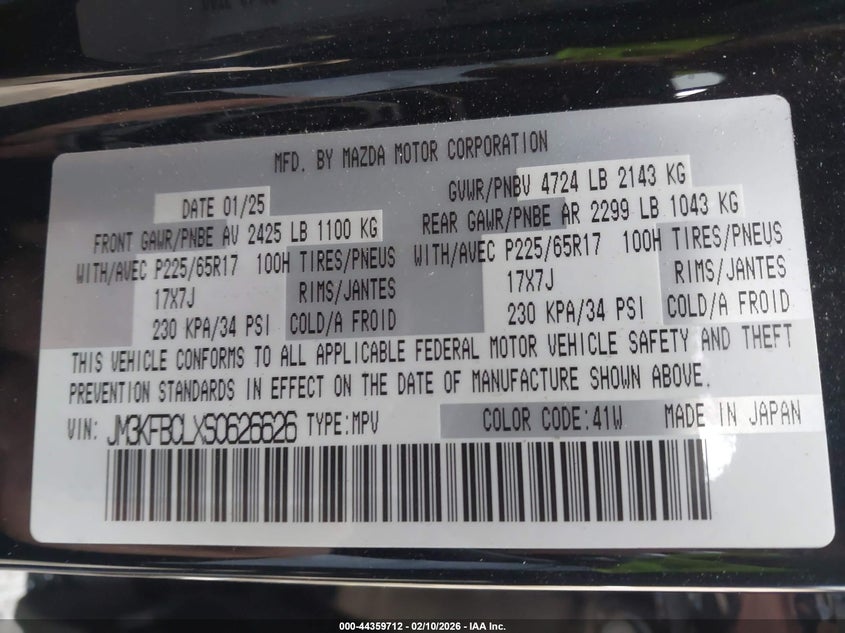 MFD. BY MAZDA MOTOR CORPORATION
DATE 01/25 GVWR/PNBV 4724 LB 2143 KG
FRONT GAWR/PNBE AV 2425 LB 1100 KG REAR GAWR/PNBE AR 2299 LB 1043 KG
WITH/AVEC P225/65R17 100H TIRES/PNEUS WITH/AVEC P225/65R17 100H TIRES/PNEUS
17X7J RIMS/JANTES 17X7J RIMS/JANTES
230 KPA/34 PSI COLD/A FROID 230 KPA/34 PSI COLD/A FROID
THIS VEHICLE CONFORMS TO ALL APPLICABLE FEDERAL MOTOR VEHICLE SAFETY AND THEFT
PREVENTION STANDARDS IN EFFECT ON THE DATE OF MANUFACTURE SHOWN ABOVE.
VIN: JM3KFBCLXS0626626 TYPE:MPV COLOR CODE:41W MADE IN JAPAN
000-44359712 - 02/10/2026 - IAA Inc.